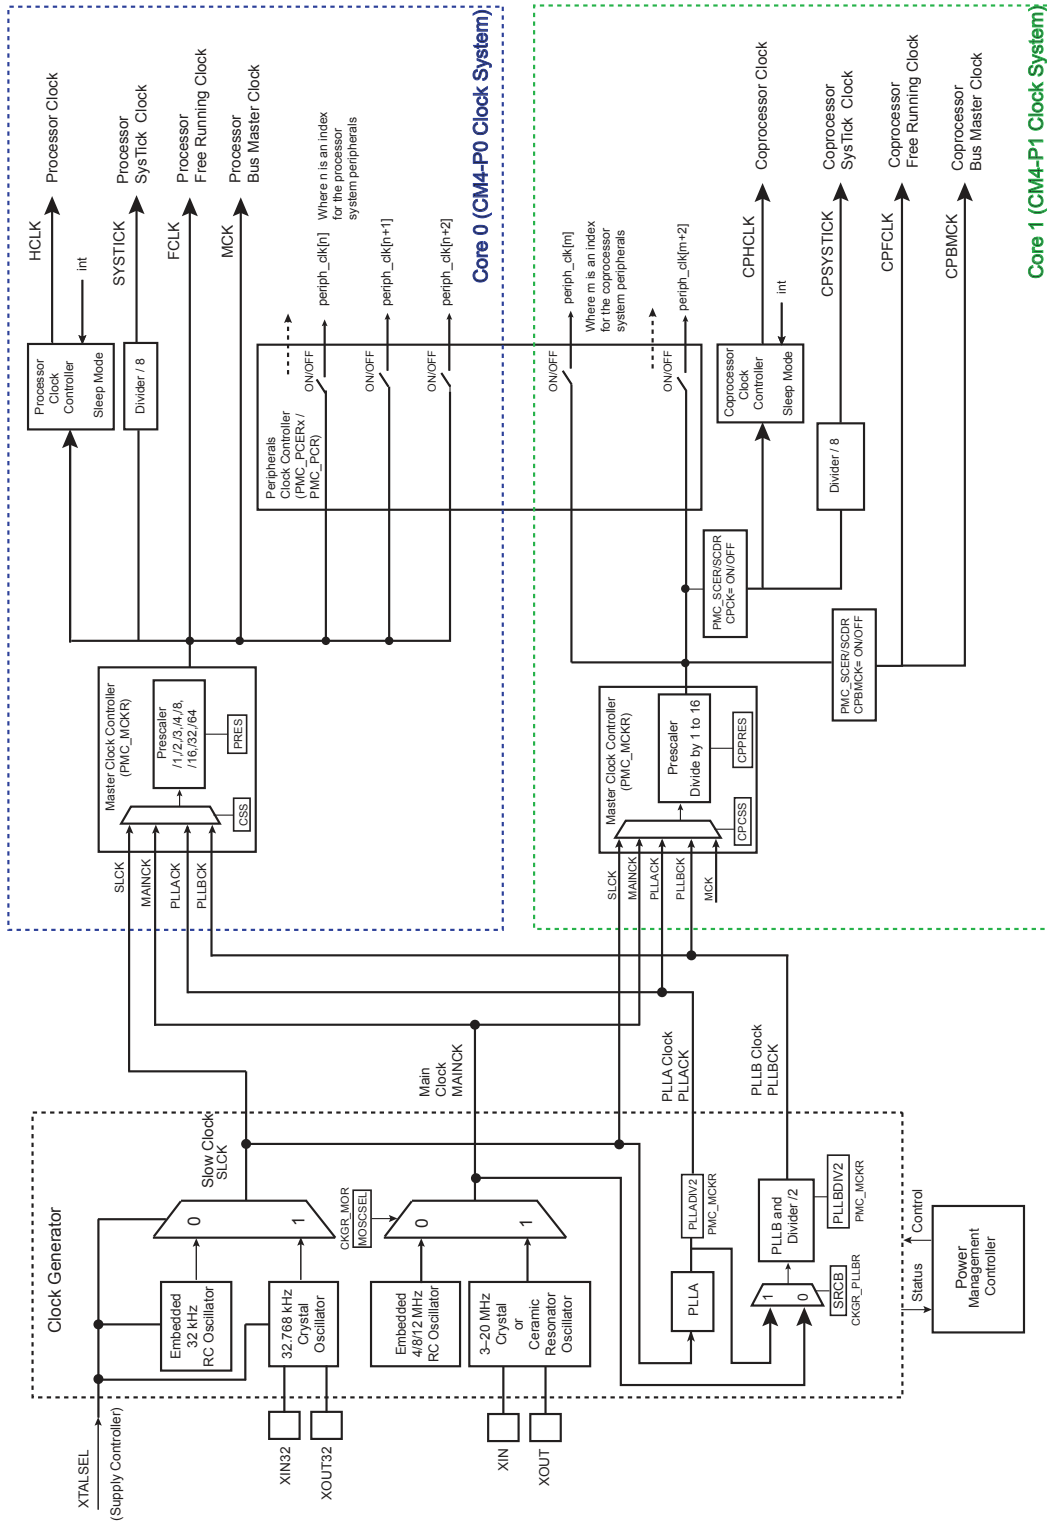 Clock Generator
XTALSEL
(Supply Controller)
Embedded
32 kHz
RC Oscillator
32.768 kHz
Crystal
Oscillator
XIN32
XOUT32
0
1
Slow Clock
SLCK
CKGR_MOR
MOSCSEL
Embedded
4/8/12 MHz
RC Oscillator
3–20 MHz
Crystal
or
Ceramic
Resonator
Oscillator
XIN
XOUT
0
1
Main
Clock
MAINCK
PLLA
PLLADIV2
PMC_MCKR
PLLA Clock
PLLACK
1
0
SRCB
CKGR_PLLBR
PLLB and
Divider /2
PLLBDIV2
PMC_MCKR
PLLB Clock
PLLBCK
Status
Control
Power
Management
Controller
SLCK
MAINCK
PLLACK
PLLBCK
Master Clock Controller
(PMC_MCKR)
CSS
Prescaler
/1,/2,/3,/4,/8,
/16,/32,/64
PRES
Processor
Clock
Controller
Sleep Mode
int
HCLK
Processor Clock
Divider / 8
SYSTICK
Processor
SysTick Clock
FCLK
Processor
Free Running Clock
MCK
Processor
Bus Master Clock
Peripherals
Clock Controller
(PMC_PCERx /
PMC_PCR)
ON/OFF
periph_clk[n]
Where n is an index
for the processor
system peripherals
ON/OFF
periph_clk[n+1]
ON/OFF
periph_clk[n+2]
Core 0 (CM4-P0 Clock System)
SLCK
MAINCK
PLLACK
PLLBCK
MCK
Master Clock Controller
(PMC_MCKR)
CPCSS
Prescaler
Divide by 1 to 16
CPPRES
ON/OFF
periph_clk[m]
Where m is an index
for the coprocessor
system peripherals
ON/OFF
periph_clk[m+2]
PMC_SCER/SCDR
CPCK= ON/OFF
Coprocessor
Clock
Controller
Sleep Mode
int
CPHCLK
Coprocessor Clock
Divider / 8
CPSYSTICK
Coprocessor
SysTick Clock
PMC_SCER/SCDR
CPBMCK= ON/OFF
CPFCLK
Coprocessor
Free Running Clock
CPBMCK
Coprocessor
Bus Master Clock
Core 1 (CM4-P1 Clock System)